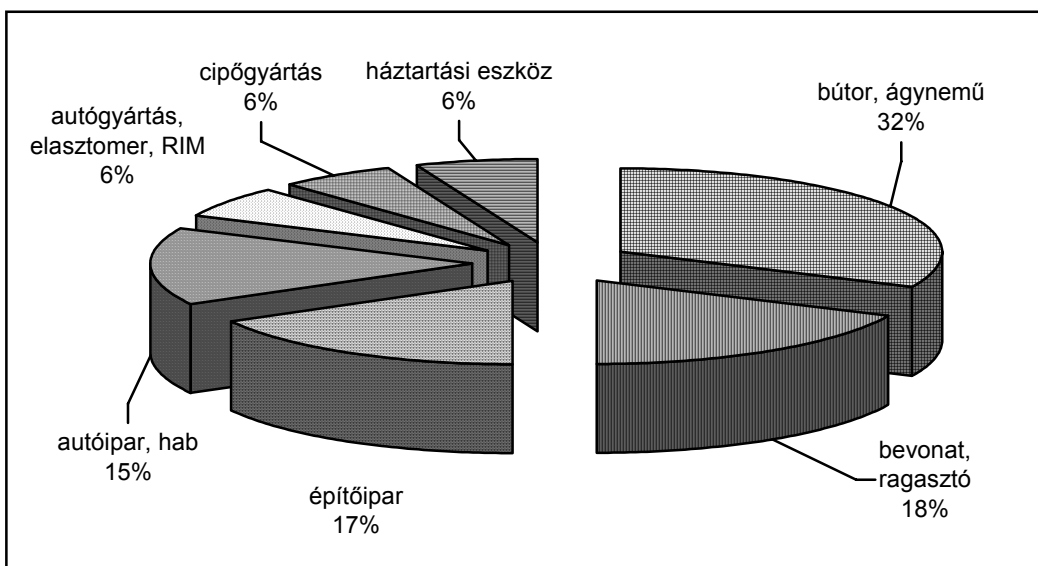 cipőgyártás
6%
háztartási eszköz
6%
bútor, ágynemű
32%
autógyártás,
elasztomer, RIM
6%
autóipar, hab
15%
építőipar
17%
bevonat,
ragasztó
18%